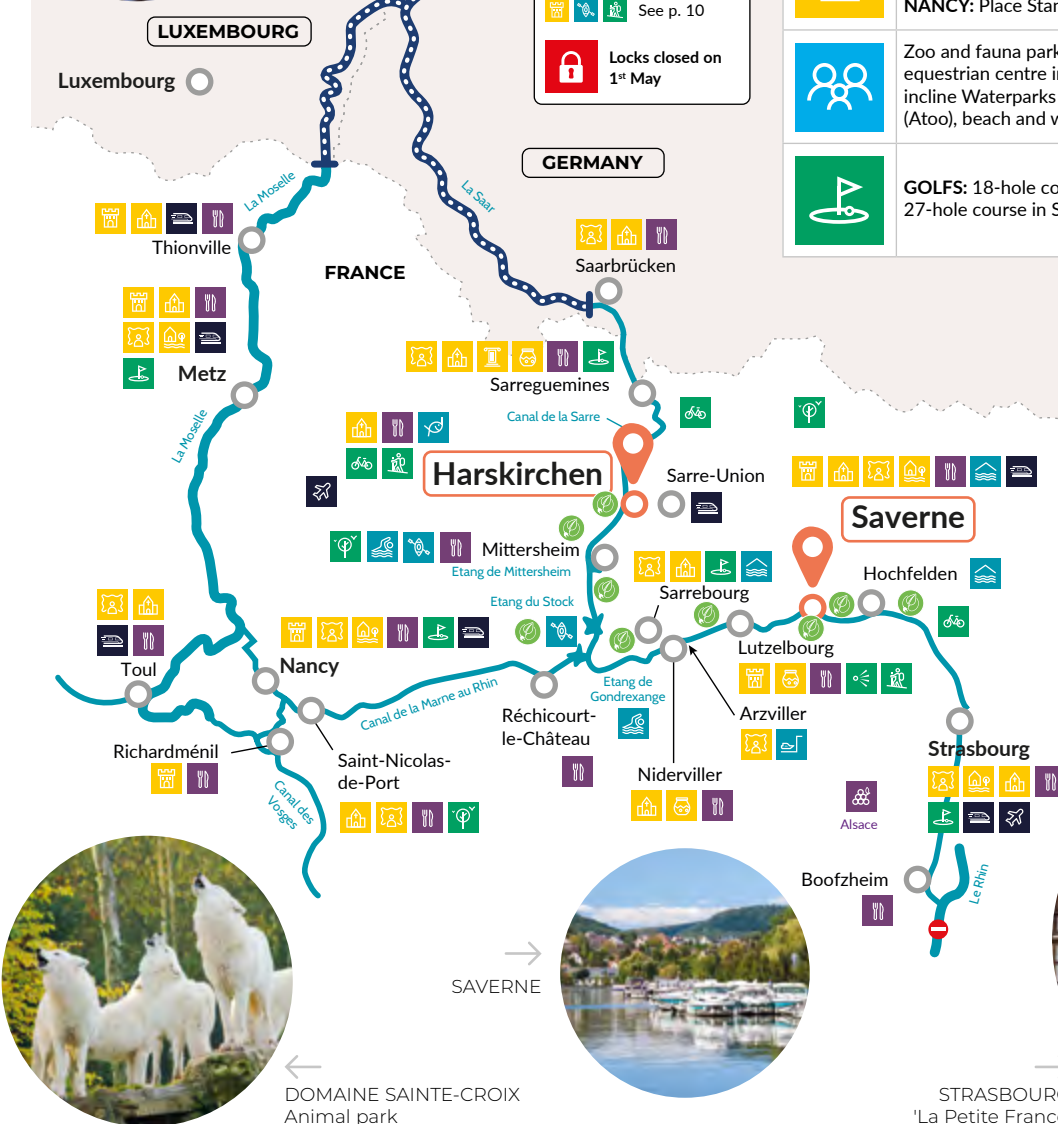 See p. 10
NANCY: Place Star
LUXEMBOURG
Luxembourg
Locks closed on
1st May
Zoo and fauna park
equestrian centre i
incline Waterparks
(Atoo), beach and w
GERMANY
GOLFS: 18-hole co
27-hole course in S
La Moselle
La Saar
Thionville
FRANCE
Saarbrücken
Metz
Sarreguemines
Canal de la Sarre
La Moselle
Harskirchen
Sarre-Union
Saverne
Mittersheim
Etang de Mittersheim
Hochfelden
Etang du Stock
Sarrebourg
Toul
Nancy
Lutzelbourg
Canal de la Marne au Rhin
Etang de
Gondrexange
Réchicourt-
le-Château
Arzviller
Richardménil
Saint-Nicolas-
de-Port
Strasbourg
Niderviller
Canal des
Vosges
Alsace
Boofzheim
Le Rhin
SAVERNE
DOMAINE SAINTE-CROIX
Animal park
STRASBOURG
'La Petite France